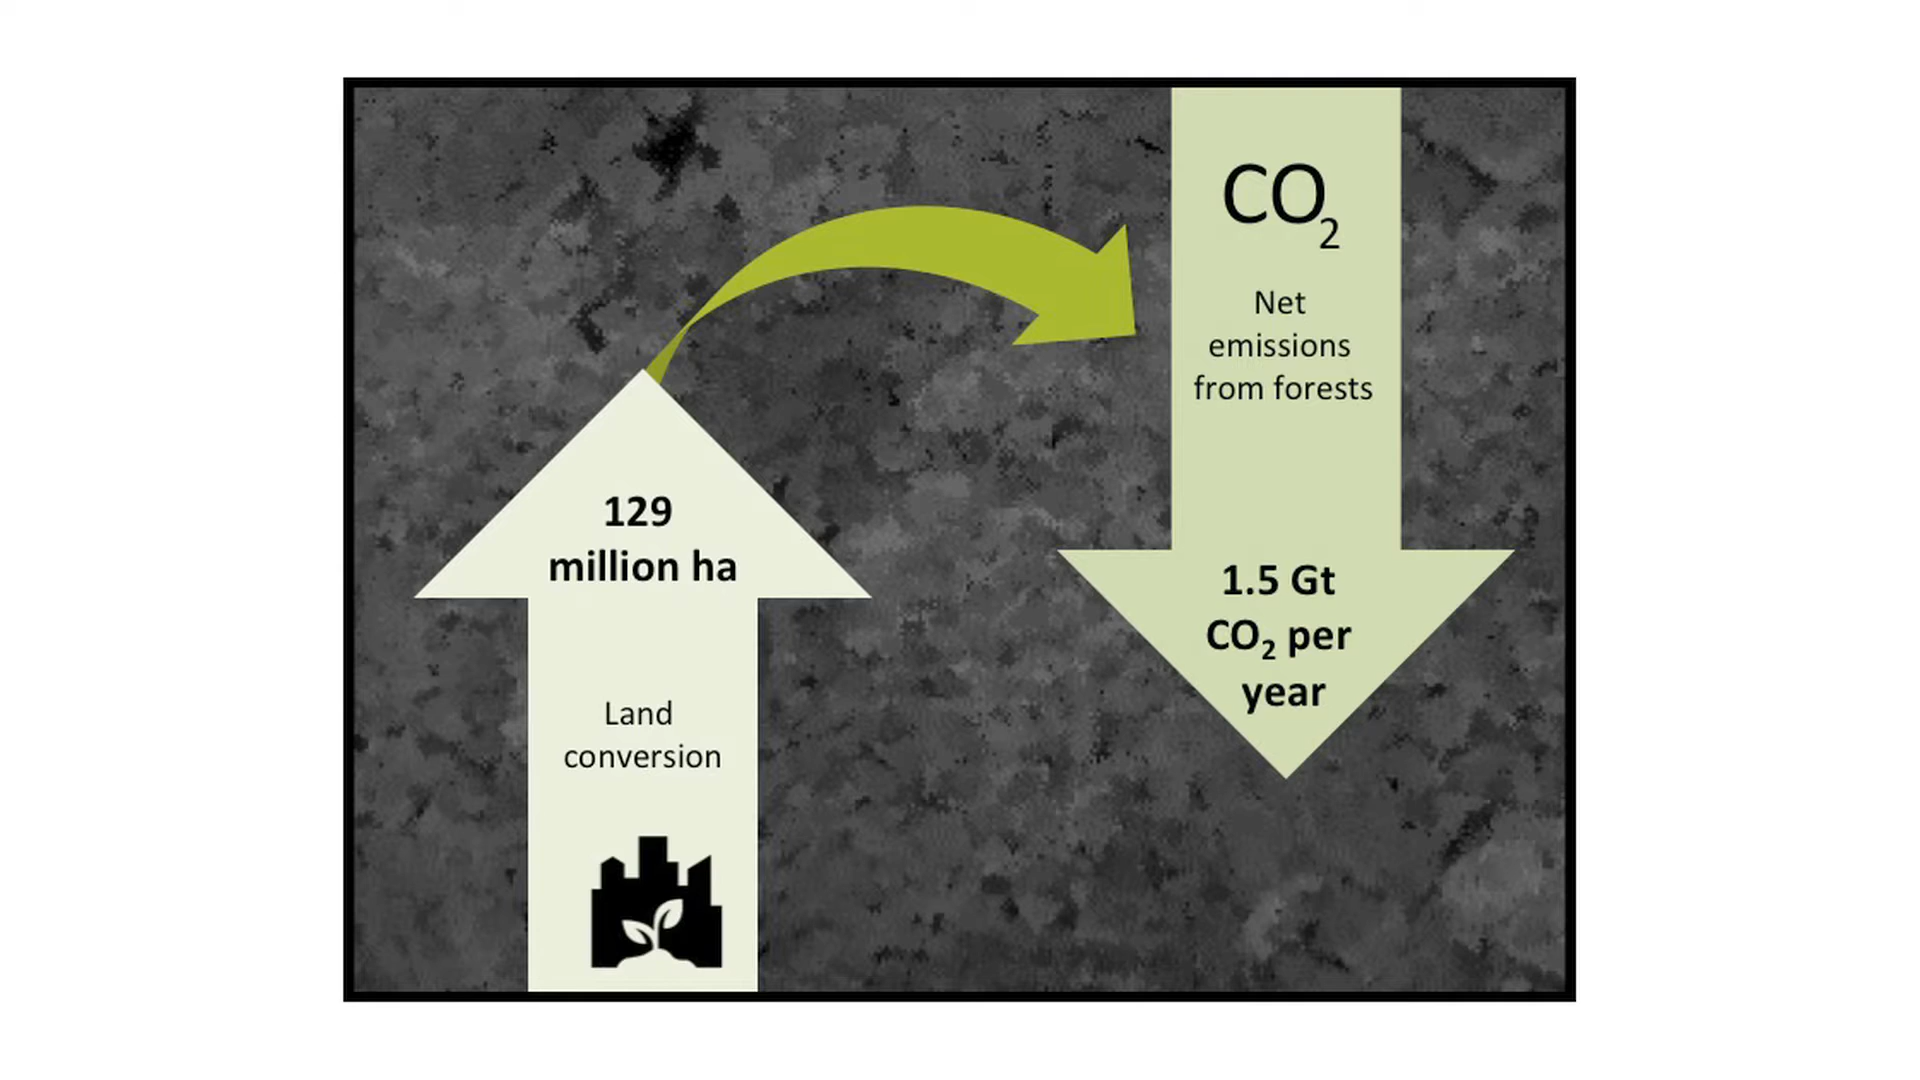 129
million ha
Land
conversion
CO₂
Net
emissions
from forests
1.5 Gt
CO₂ per
year